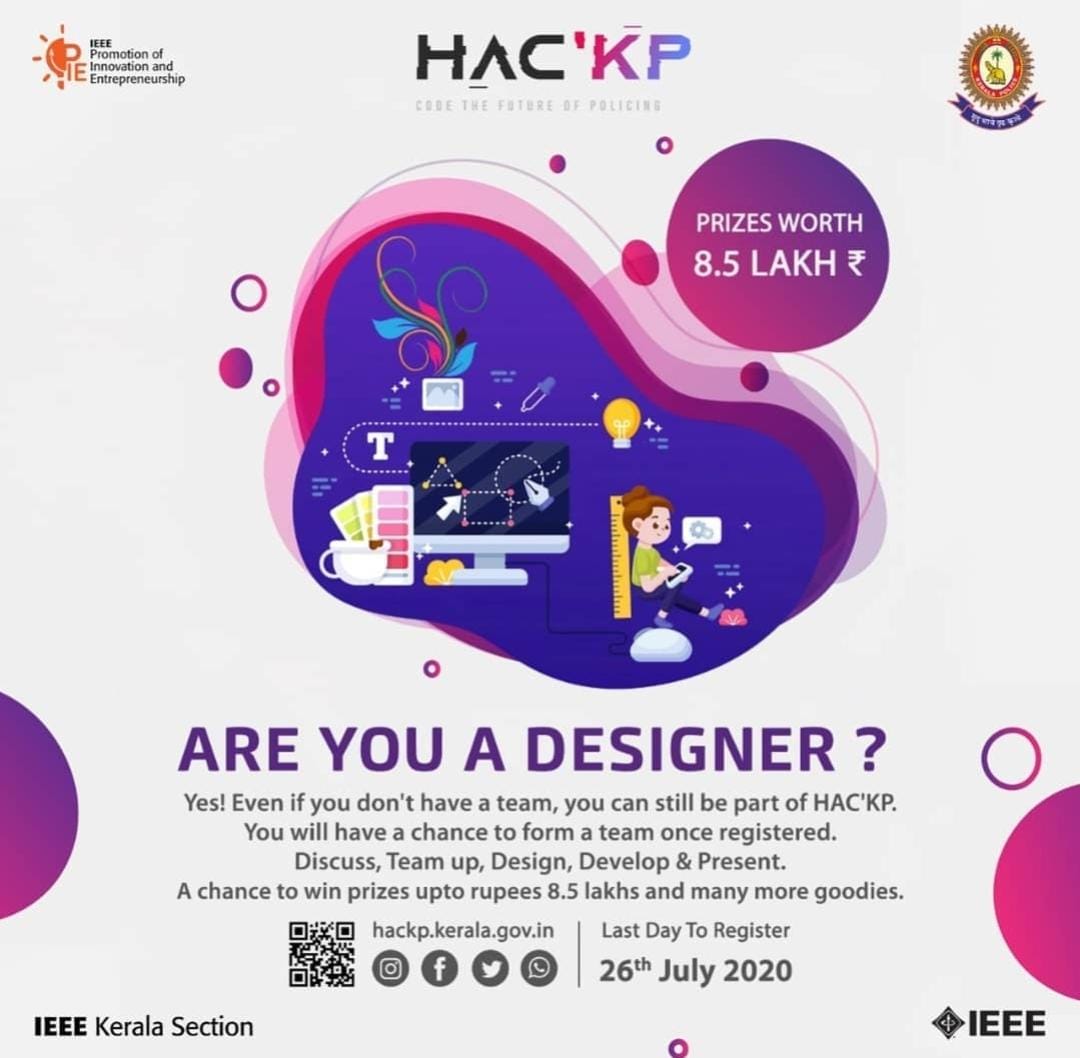 IEEE
Promotion of
Innovation and
Entrepreneurship
PIE
HAC'KP
CODE THE FUTURE OF POLICING
KERALA POLICE
मृदु भावे दृढ कृत्ये
PRIZES WORTH
8.5 LAKH ₹
T
ARE YOU A DESIGNER ?
Yes! Even if you don't have a team, you can still be part of HAC'KP.
You will have a chance to form a team once registered.
Discuss, Team up, Design, Develop & Present.
A chance to win prizes upto rupees 8.5 lakhs and many more goodies.
hackp.kerala.gov.in
Last Day To Register
26th July 2020
IEEE Kerala Section
IEEE